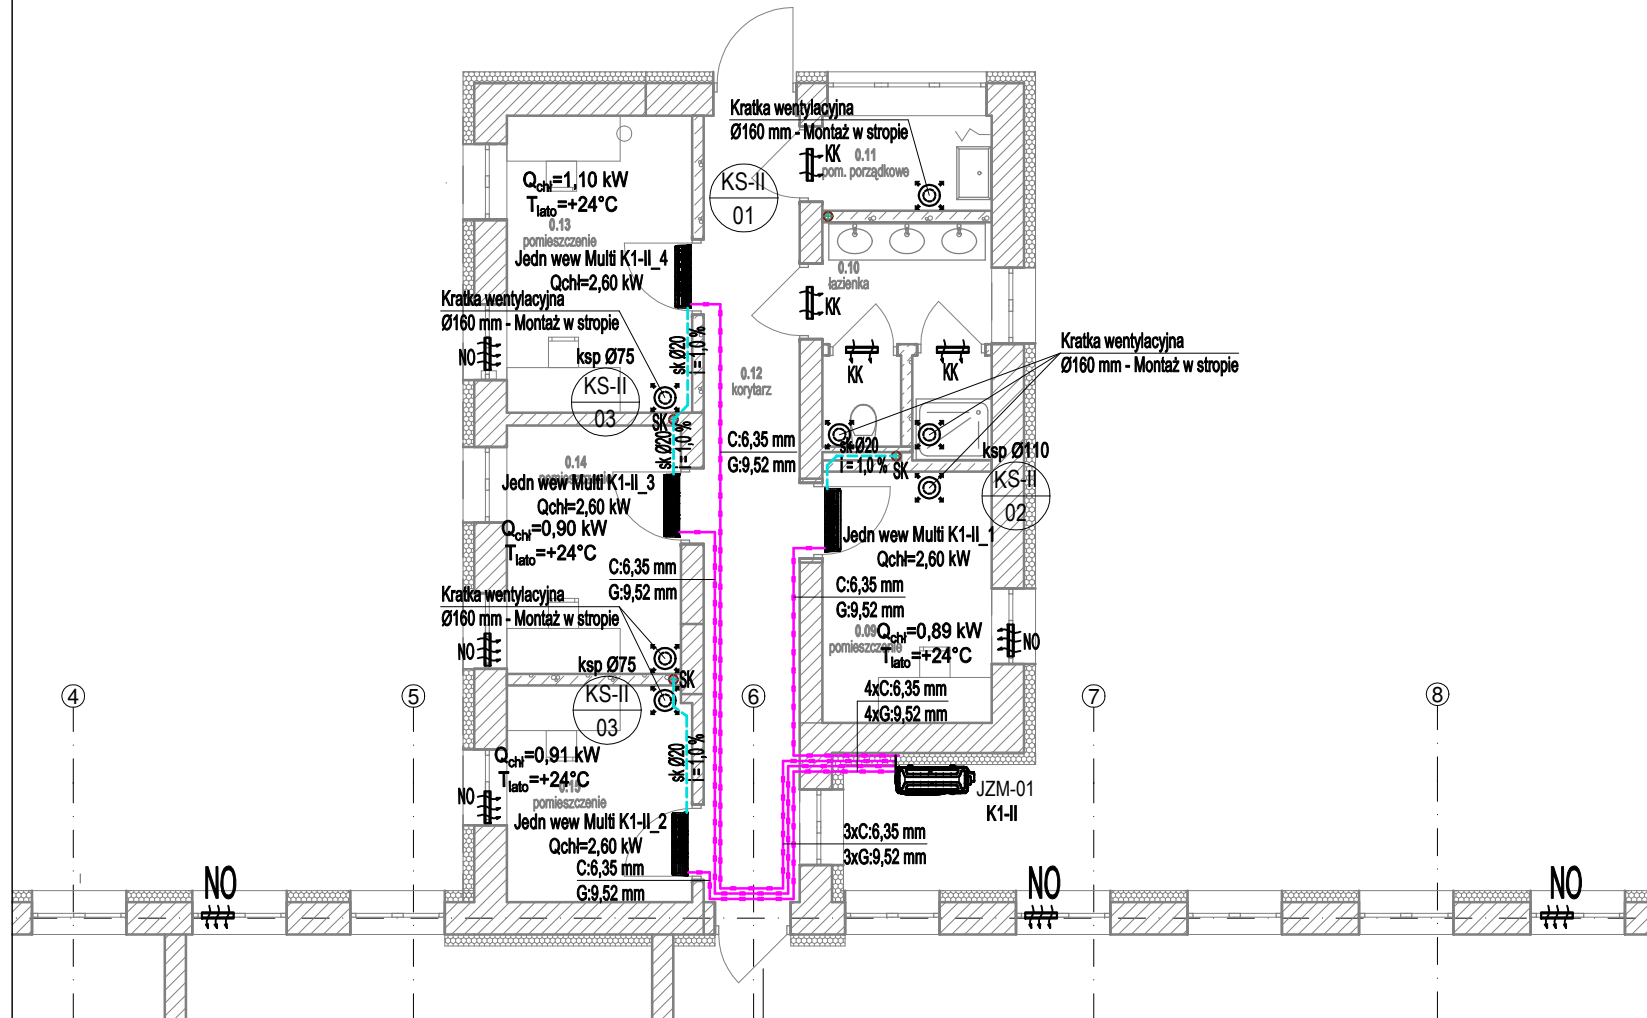 Kratka wentylacyjna
Ø160 mm - Montaż w stropie
KK
0.11
pom. porządkowe
KS-II
01
Qchł=1,10 kW
Tlato=+24°C
0.13
pomieszczenie
Jedn wew Multi K1-II_4
Qchł=2,60 kW
0.10
łazienka
KK
Kratka wentylacyjna
Ø160 mm - Montaż w stropie
NO
ksp Ø75
KS-II
03
sk Ø20
i = 1,0 %
SK
0.12
korytarz
KK
KK
Kratka wentylacyjna
Ø160 mm - Montaż w stropie
C:6,35 mm
G:9,52 mm
sk Ø20
i = 1,0 %
sk Ø20
i = 1,0 %
SK
ksp Ø110
KS-II
02
0.14
Jedn wew Multi K1-II_3
Qchł=2,60 kW
Qchł=0,90 kW
Tlato=+24°C
C:6,35 mm
G:9,52 mm
Jedn wew Multi K1-II_1
Qchł=2,60 kW
C:6,35 mm
G:9,52 mm
0.09
pomieszczenie
Qchł=0,89 kW
Tlato=+24°C
NO
Kratka wentylacyjna
Ø160 mm - Montaż w stropie
NO
ksp Ø75
SK
KS-II
03
4xC:6,35 mm
4xG:9,52 mm
4
5
6
7
8
Qchł=0,91 kW
Tlato=+24°C
0.15
pomieszczenie
NO
sk Ø20
i = 1,0 %
Jedn wew Multi K1-II_2
Qchł=2,60 kW
C:6,35 mm
G:9,52 mm
JZM-01
K1-II
3xC:6,35 mm
3xG:9,52 mm
NO
NO
NO